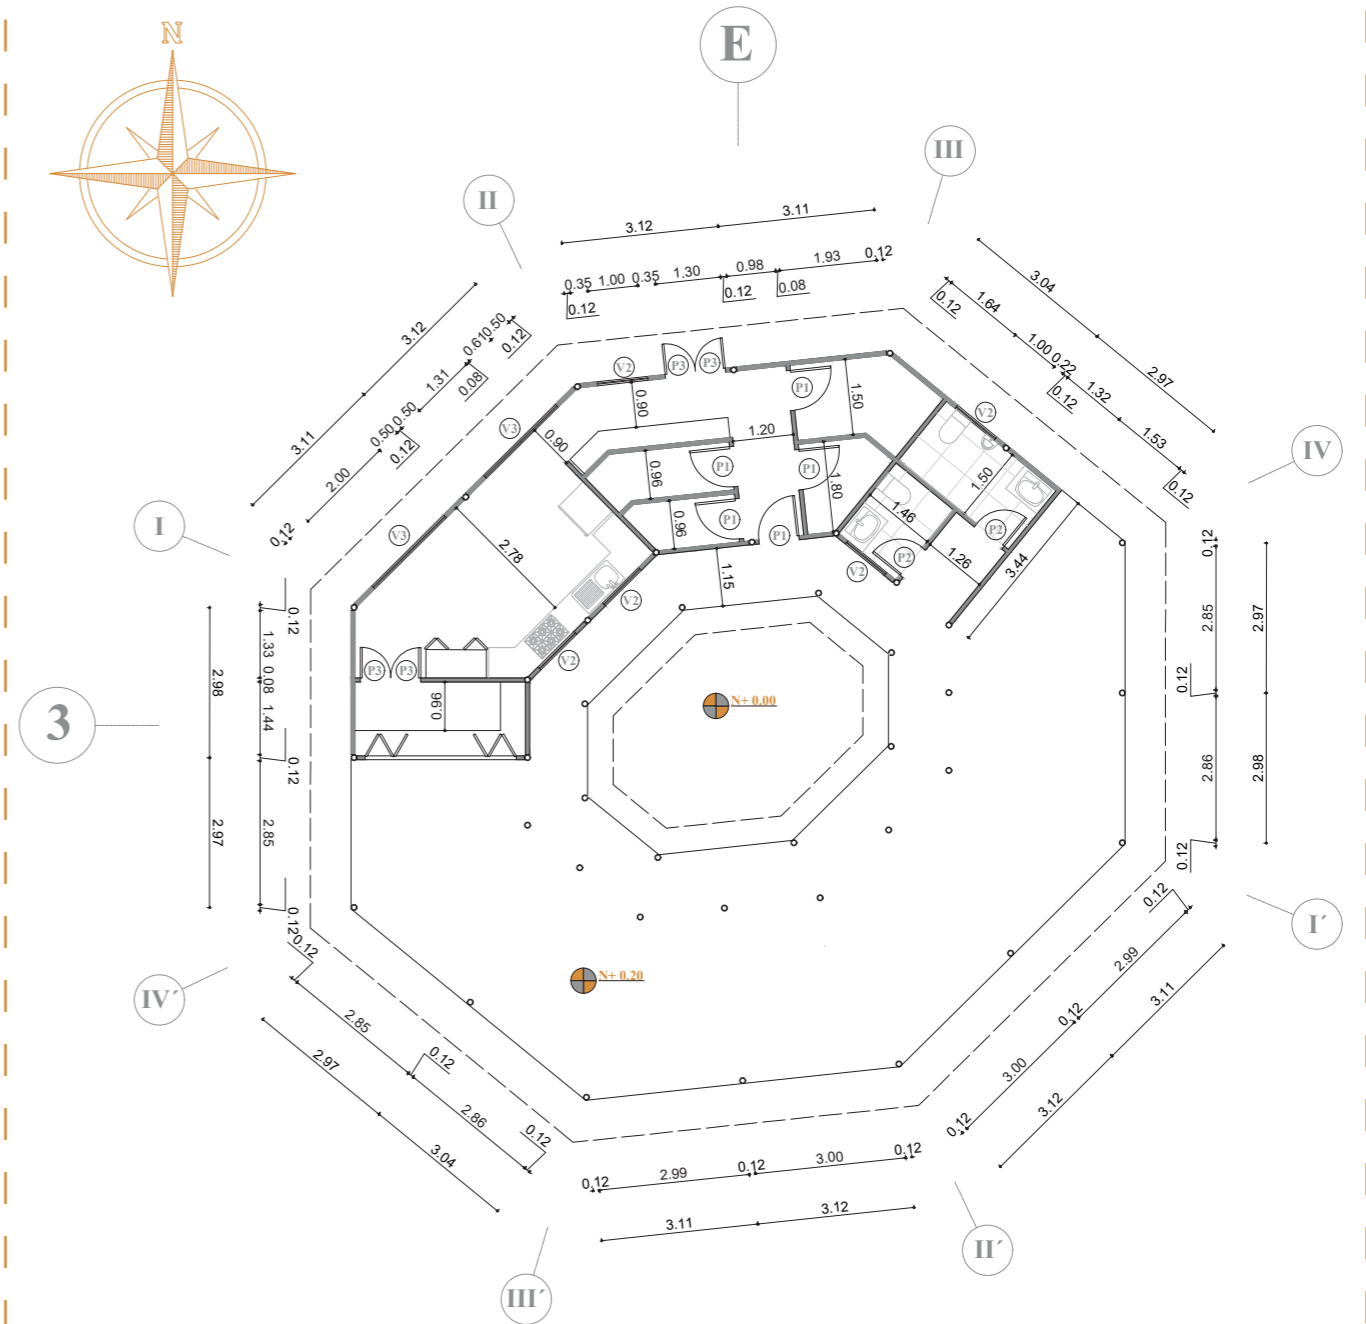 N
E
III
II
3.12
3.11
0.35
1.00
0.35
1.30
0.98
1.93
0.12
0.12
0.12
0.08
3.04
1.64
0.12
1.00
0.22
0.12
1.32
2.97
1.53
0.12
3.12
3.11
0.50
0.61
0.12
1.31
0.08
0.50
0.50
0.12
2.00
0.12
IV
I
3
V2
P3
P3
P1
1.50
0.90
V3
0.90
1.20
V2
0.96
P1
P1
1.80
1.50
0.96
P1
P1
1.46
P2
P2
1.26
3.44
V3
2.78
1.15
V2
V2
V2
P3
P3
0.96
N+ 0.00
N+ 0.20
0.12
1.33
0.08
1.44
2.98
0.12
2.97
2.85
0.12
0.12
0.12
2.85
2.97
0.12
2.86
2.98
0.12
0.12
2.99
3.11
0.12
3.00
3.12
0.12
I´
IV´
2.85
2.97
0.12
2.86
3.04
0.12
0.12
2.99
0.12
3.00
0.12
3.11
3.12
II´
III´